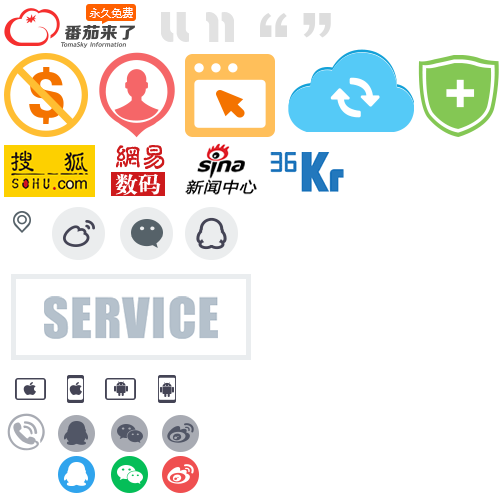 永久免费
番茄来了
TomaSky Information
搜狐
SOHU.com
網易
数码
sina
新闻中心
36Kr
SERVICE